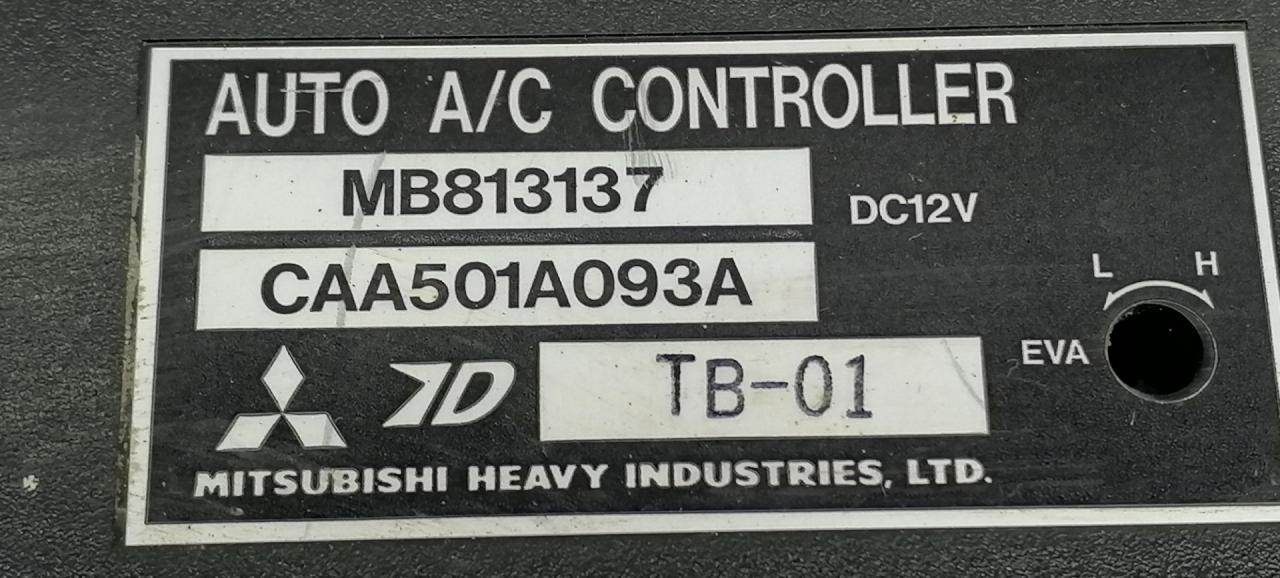 AUTO A/C CONTROLLER
MB813137
DC12V
CAA501A093A
L H
EVA
TB-01
MITSUBISHI HEAVY INDUSTRIES, LTD.